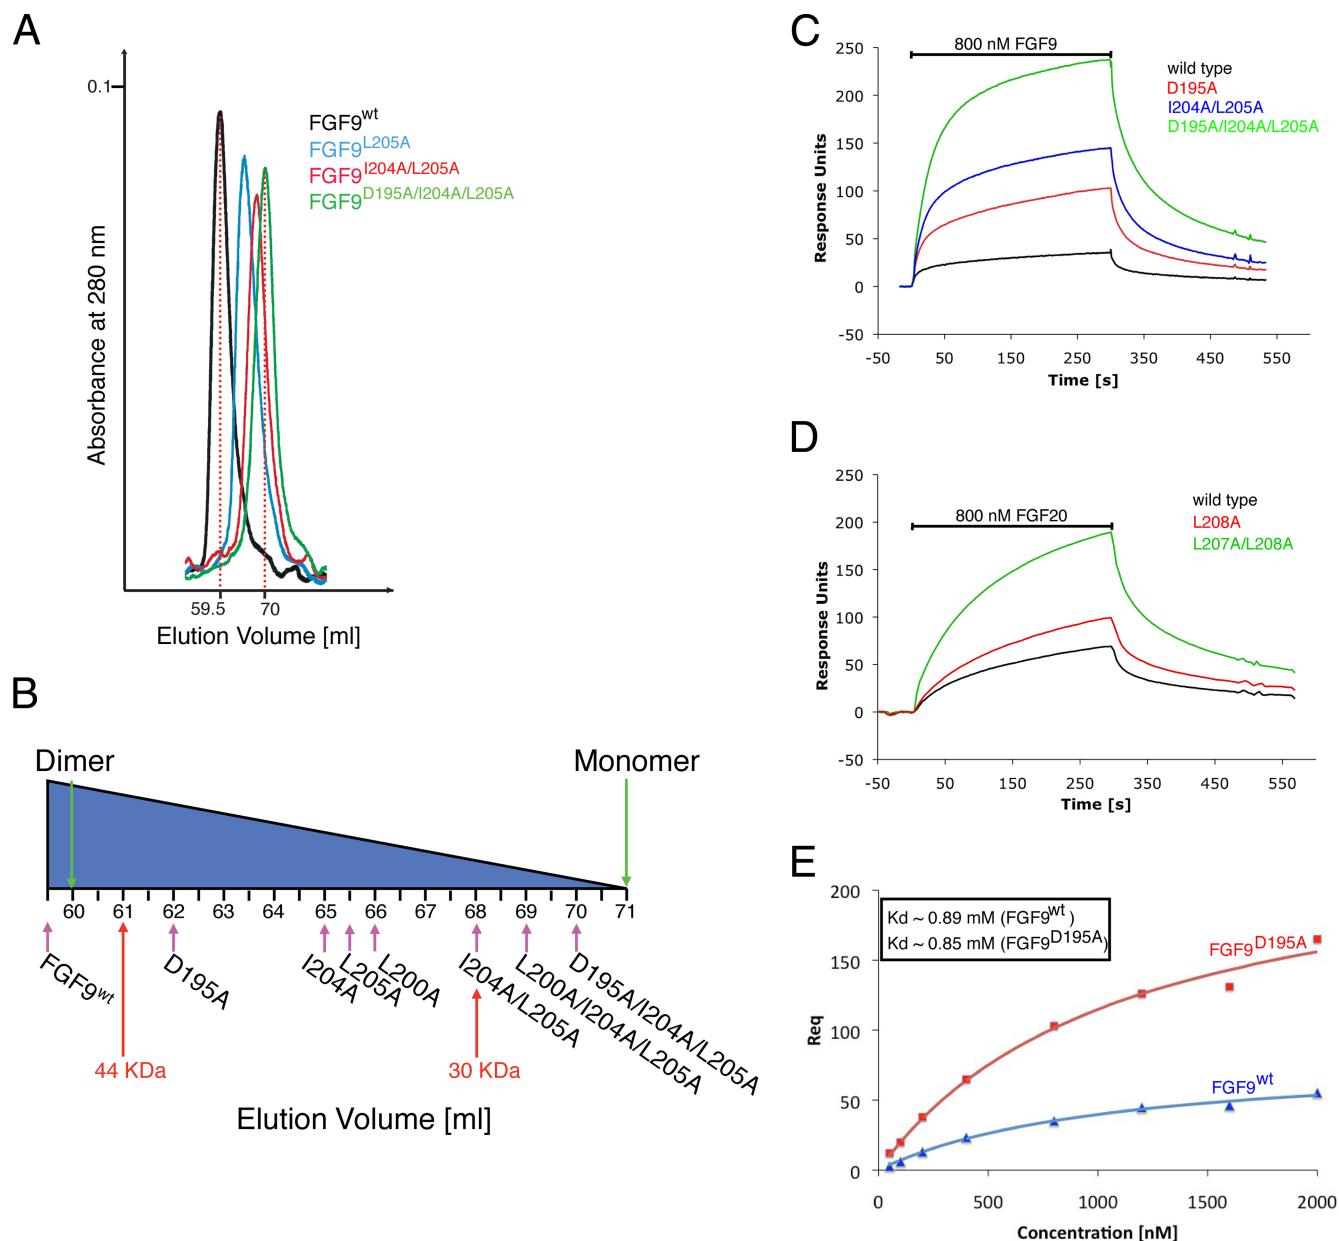 A
0.1
Absorbance at 280 nm
FGF9wt
FGF9L205A
FGF9I204A/L205A
FGF9D195A/I204A/L205A
59.5 70
Elution Volume [ml]
B
Dimer Monomer
60 61 62 63 64 65 66 67 68 69 70 71
FGF9wt
D195A
I204A
L205A
L200A
I204A/L205A
L200A/I204A/L205A
D195A/I204A/L205A
44 KDa 30 KDa
Elution Volume [ml]
C
250
200
150
100
50
0
-50
Response Units
800 nM FGF9
wild type
D195A
I204A/L205A
D195A/I204A/L205A
-50 50 150 250 350 450 550
Time [s]
D
250
200
150
100
50
0
-50
Response Units
800 nM FGF20
wild type
L208A
L207A/L208A
-50 50 150 250 350 450 550
Time [s]
E
200
150
100
50
0
Req
Kd ~ 0.89 mM (FGF9wt)
Kd ~ 0.85 mM (FGF9D195A)
FGF9D195A
FGF9wt
0 500 1000 1600 2000
Concentration [nM]